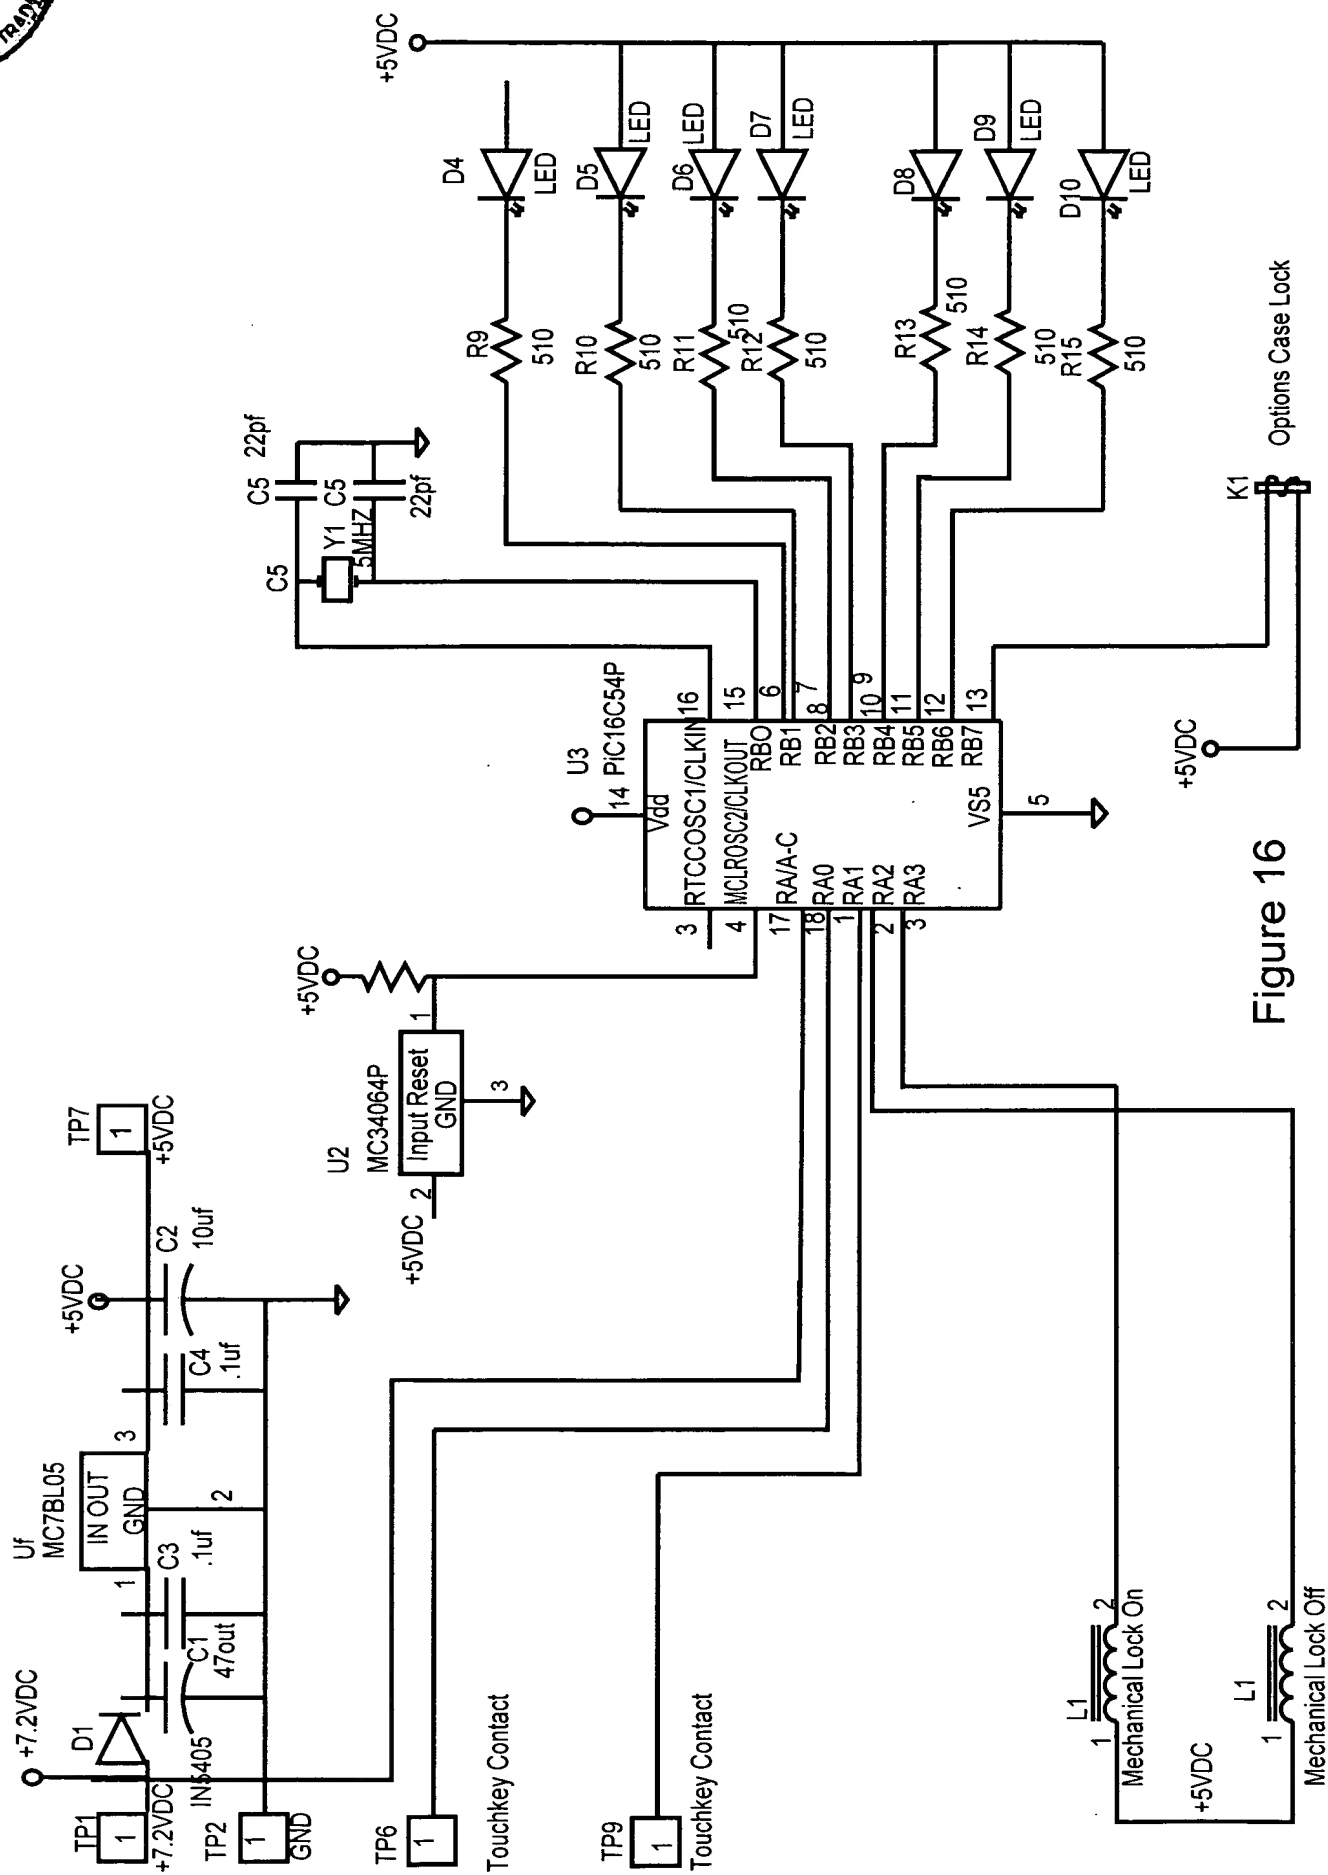 TRAD
+7.2VDC
D1
TP1
1
+7.2VDC
IN5405
TP2
1
GND
C1
47out
C3
.1uf
Uf
MC7BL05
IN OUT
GND
1
2
3
C4
.1uf
C2
10uf
+5VDC
TP7
1
+5VDC
TP6
1
Touchkey Contact
TP9
1
Touchkey Contact
U2
MC34064P
Input Reset
GND
+5VDC
2
3
1
+5VDC
C5
22pf
C5
22pf
C5
Y1
5MHZ
U3
PiC16C54P
14
Vdd
3
RTCCOSC1/CLKIN
16
4
MCLROSC2/CLKOUT
15
17
RA/A-C
RBO
6
18
RA0
RB1
7
1
RA1
RB2
8
2
RA2
RB3
9
3
RA3
RB4
10
RB5
11
RB6
12
RB7
13
VS5
5
+5VDC
D4
LED
R9
510
D5
LED
R10
510
D6
LED
R11
510
D7
LED
R12
510
D8
R13
510
D9
LED
R14
510
D10
LED
R15
510
K1
Options Case Lock
+5VDC
L1
1
2
Mechanical Lock On
+5VDC
L1
1
2
Mechanical Lock Off
Figure 16